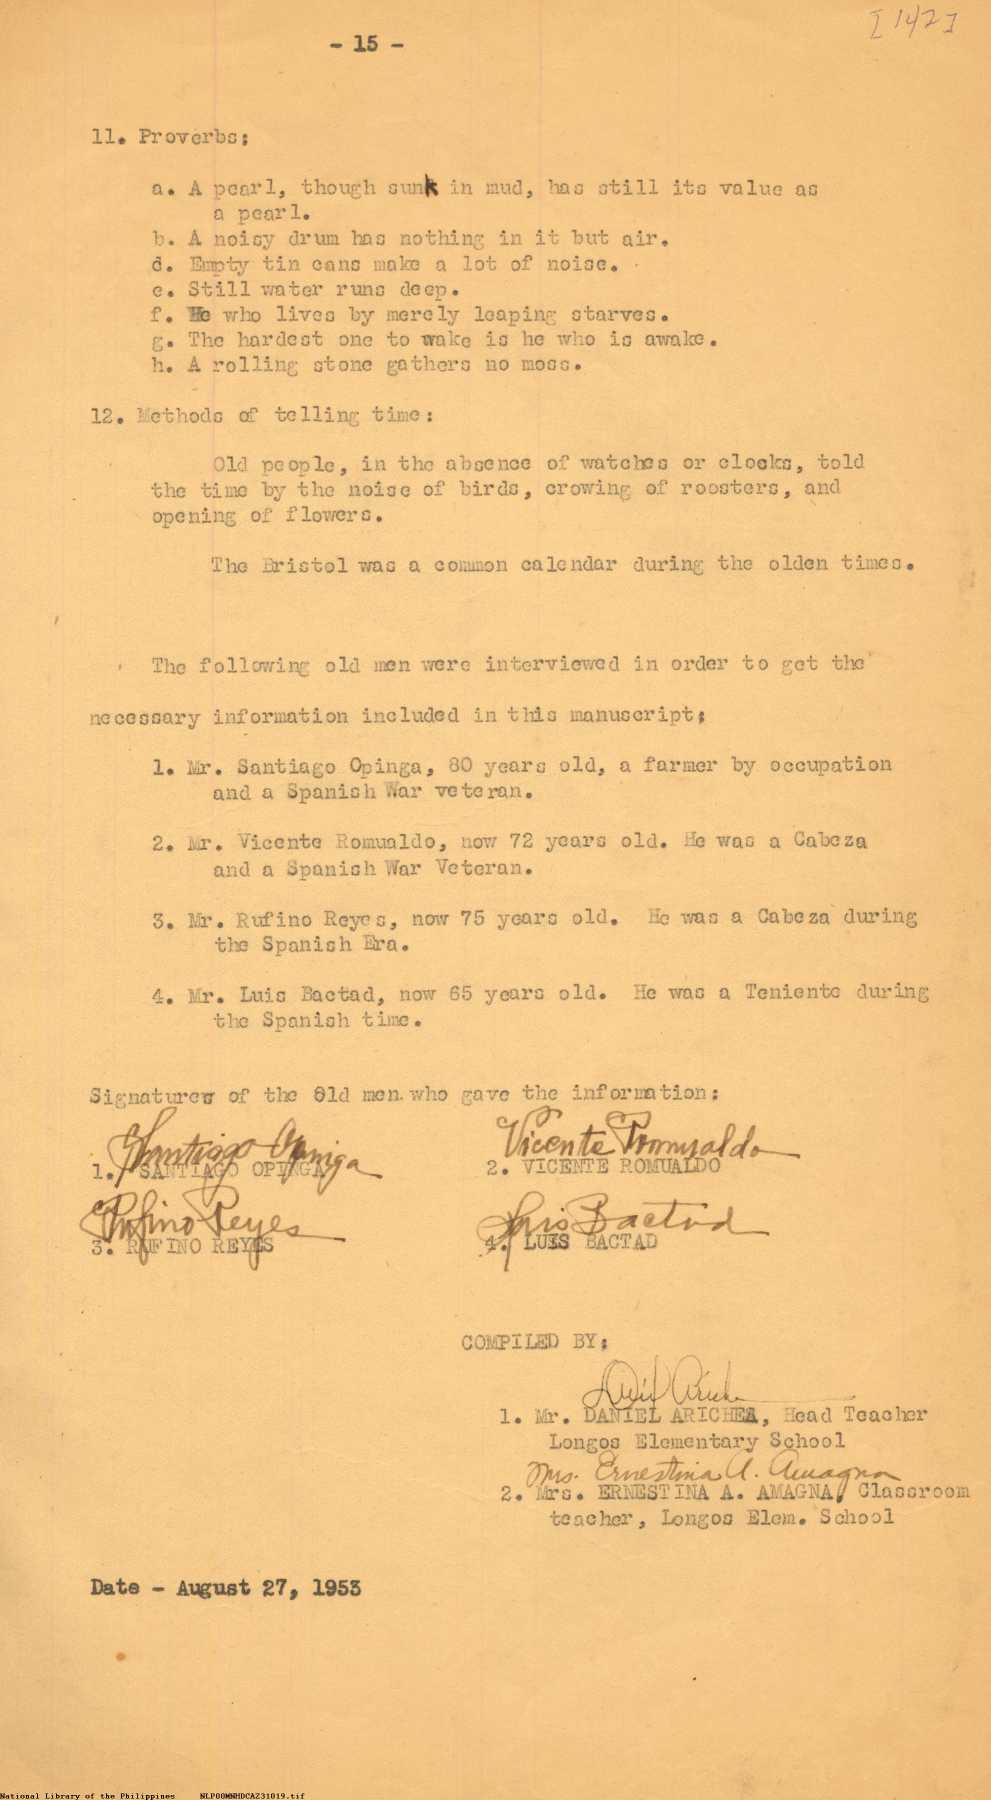 [142]
- 15 -
11. Proverbs;
a. A pearl, though sunk in mud, has still its value as
a pearl.
b. A noisy drum has nothing in it but air.
d. Empty tin cans make a lot of noise.
e. Still water runs deep.
f. He who lives by merely leaping starves.
g. The hardest one to wake is he who is awake.
h. A rolling stone gathers no moss.
12. Methods of telling time:
Old people, in the absence of watches or clocks, told
the time by the noise of birds, crowing of roosters, and
opening of flowers.
The Bristol was a common calendar during the olden times.
The following old men were interviewed in order to get the
necessary information included in this manuscript;
1. Mr. Santiago Opinga, 80 years old, a farmer by occupation
and a Spanish War veteran.
2. Mr. Vicente Romualdo, now 72 years old. He was a Cabeza
and a Spanish War Veteran.
3. Mr. Rufino Reyes, now 75 years old. He was a Cabeza during
the Spanish Era.
4. Mr. Luis Bactad, now 65 years old. He was a Teniente during
the Spanish time.
Signatures of the Old men who gave the information:
Santiago Opinga Vicente Romualdo
1. SANTIAGO OPINGA 2. VICENTE ROMUALDO
Rufino Reyes Luis Bactad
3. RUFINO REYES 4. LUIS BACTAD
COMPILED BY;
1. Mr. DANIEL ARICHEA, Head Teacher
Longos Elementary School
Mrs. Ernestina A. Amagna
2. Mrs. ERNESTINA A. AMAGNA, Classroom
teacher, Longos Elem. School
Date - August 27, 1953
National Library of the Philippines NLP00MNHDCAZ31019.tif